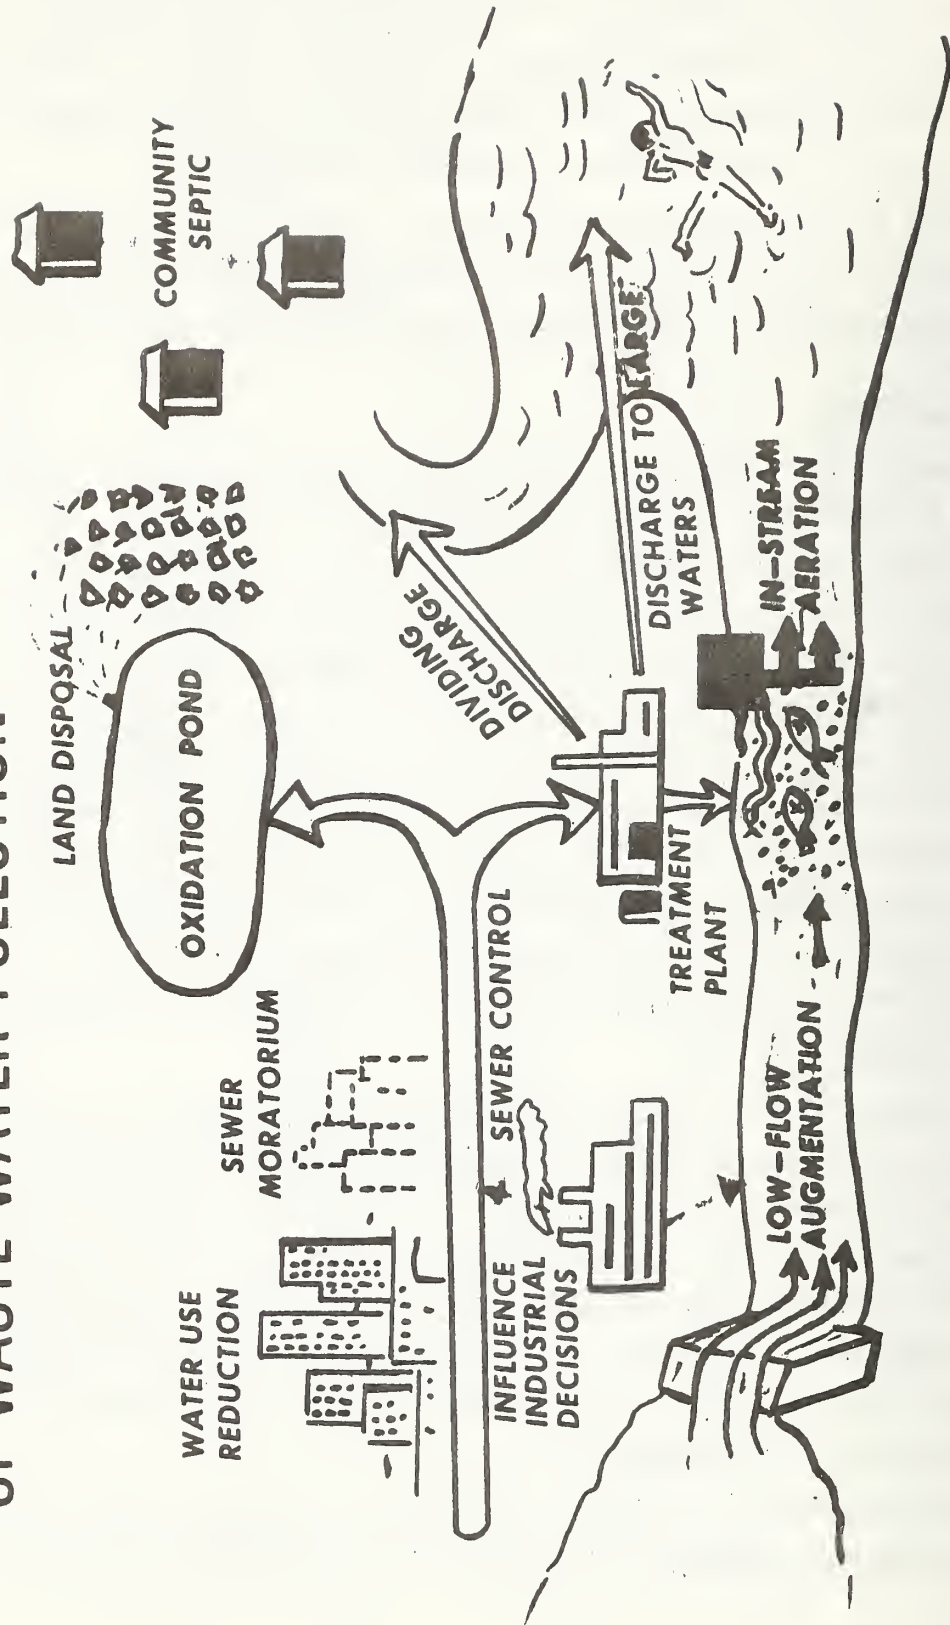 OF WASTE WATER POLLUTION
WATER USE
REDUCTION
SEWER
MORATORIUM
LAND DISPOSAL
OXIDATION POND
COMMUNITY
SEPTIC
INFLUENCE
INDUSTRIAL
DECISIONS
SEWER CONTROL
DIVIDING
DISCHARGE
TREATMENT
PLANT
DISCHARGE TO LARGE
WATERS
LOW-FLOW
AUGMENTATION
IN-STREAM
AERATION